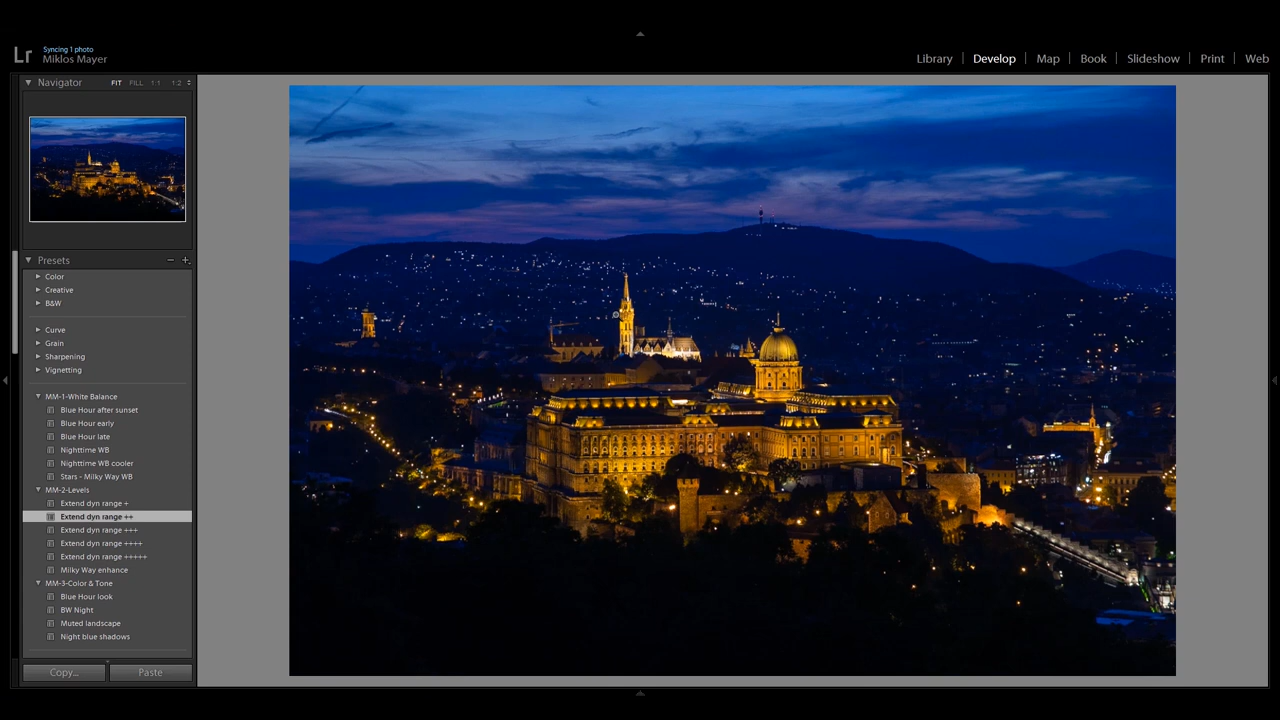 Lr
Syncing 1 photo
Miklos Mayer
Library | Develop | Map | Book | Slideshow | Print | Web
Navigator FIT FILL 1:1 1:2
Presets
Color
Creative
B&W
Curve
Grain
Sharpening
Vignetting
MM-1-White Balance
Blue Hour after sunset
Blue Hour early
Blue Hour late
Nighttime WB
Nighttime WB cooler
Stars - Milky Way WB
MM-2-Levels
Extend dyn range +
Extend dyn range ++
Extend dyn range +++
Extend dyn range ++++
Extend dyn range +++++
Milky Way enhance
MM-3-Color & Tone
Blue Hour look
BW Night
Muted landscape
Night blue shadows
Copy... Paste